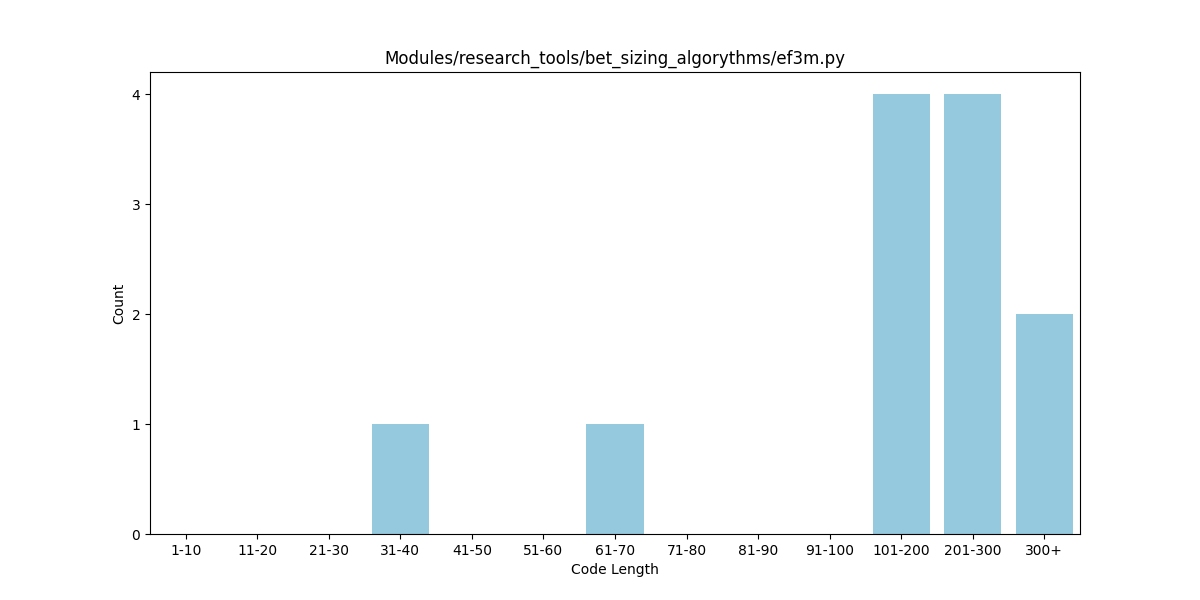 Modules/research_tools/bet_sizing_algorythms/ef3m.py
4
3
2
1
0
Count
1-10 11-20 21-30 31-40 41-50 51-60 61-70 71-80 81-90 91-100 101-200 201-300 300+
Code Length